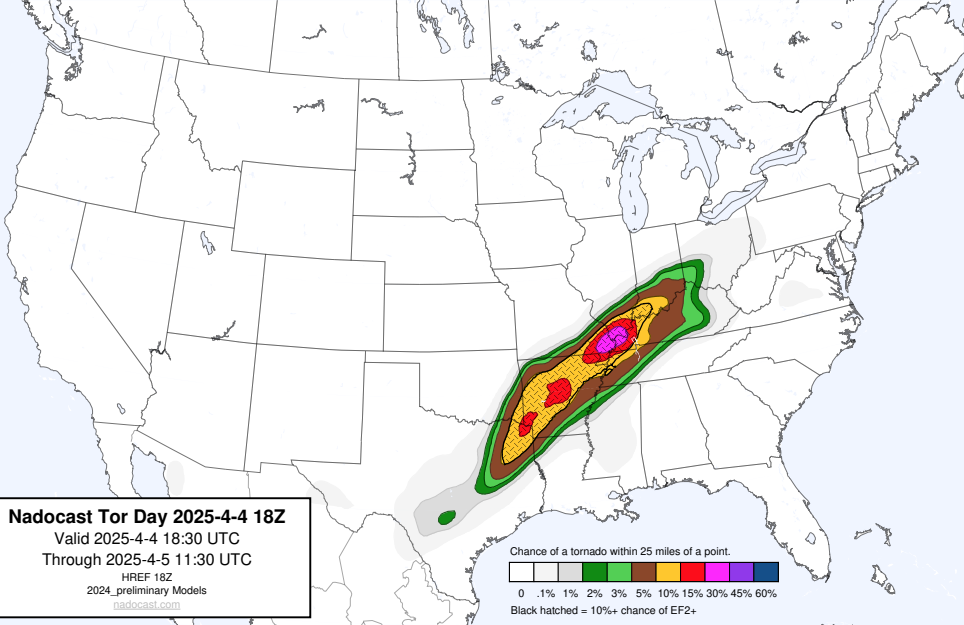 Nadocast Tor Day 2025-4-4 18Z
Valid 2025-4-4 18:30 UTC
Through 2025-4-5 11:30 UTC
HREF 18Z
2024_preliminary Models
nadocast.com
Chance of a tornado within 25 miles of a point.
0 .1% 1% 2% 3% 5% 10% 15% 30% 45% 60%
Black hatched = 10%+ chance of EF2+